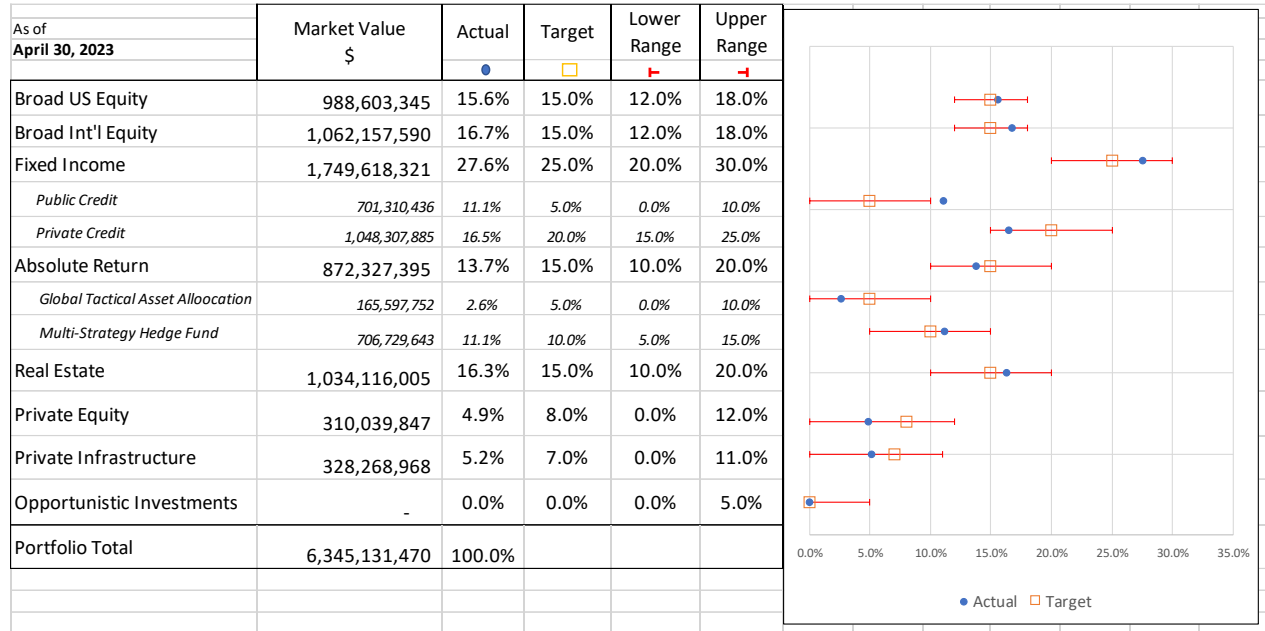 As of
April 30, 2023
Market Value $ Actual Target Lower Range Upper Range
Broad US Equity 988,603,345 15.6% 15.0% 12.0% 18.0%
Broad Int'l Equity 1,062,157,590 16.7% 15.0% 12.0% 18.0%
Fixed Income 1,749,618,321 27.6% 25.0% 20.0% 30.0%
Public Credit 701,310,436 11.1% 5.0% 0.0% 10.0%
Private Credit 1,048,307,885 16.5% 20.0% 15.0% 25.0%
Absolute Return 872,327,395 13.7% 15.0% 10.0% 20.0%
Global Tactical Asset Alloocation 165,597,752 2.6% 5.0% 0.0% 10.0%
Multi-Strategy Hedge Fund 706,729,643 11.1% 10.0% 5.0% 15.0%
Real Estate 1,034,116,005 16.3% 15.0% 10.0% 20.0%
Private Equity 310,039,847 4.9% 8.0% 0.0% 12.0%
Private Infrastructure 328,268,968 5.2% 7.0% 0.0% 11.0%
Opportunistic Investments - 0.0% 0.0% 0.0% 5.0%
Portfolio Total 6,345,131,470 100.0%
0.0% 5.0% 10.0% 15.0% 20.0% 25.0% 30.0% 35.0%
Actual Target